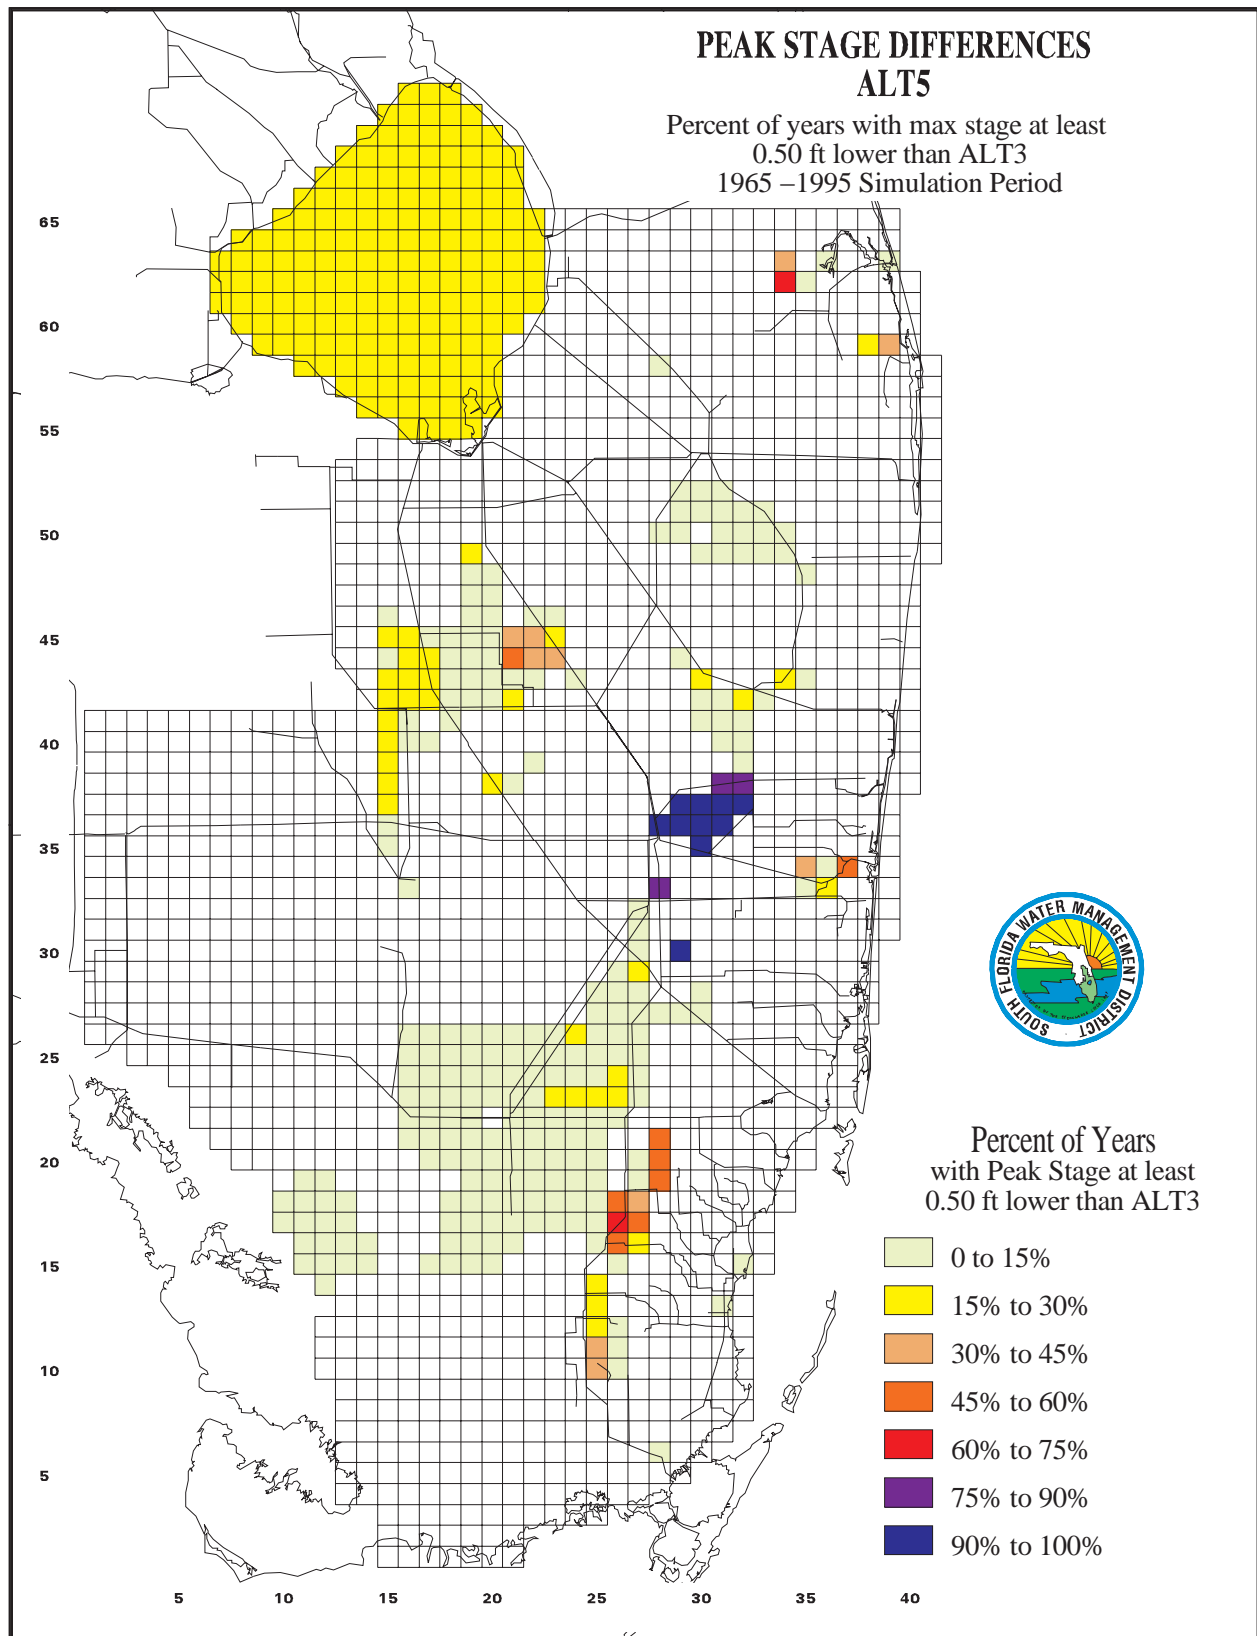 PEAK STAGE DIFFERENCES
ALT5
Percent of years with max stage at least
0.50 ft lower than ALT3
1965 –1995 Simulation Period
65
60
55
50
45
40
35
30
25
20
15
10
5
5 10 15 20 25 30 35 40
SOUTH FLORIDA WATER MANAGEMENT DISTRICT
Percent of Years
with Peak Stage at least
0.50 ft lower than ALT3
0 to 15%
15% to 30%
30% to 45%
45% to 60%
60% to 75%
75% to 90%
90% to 100%